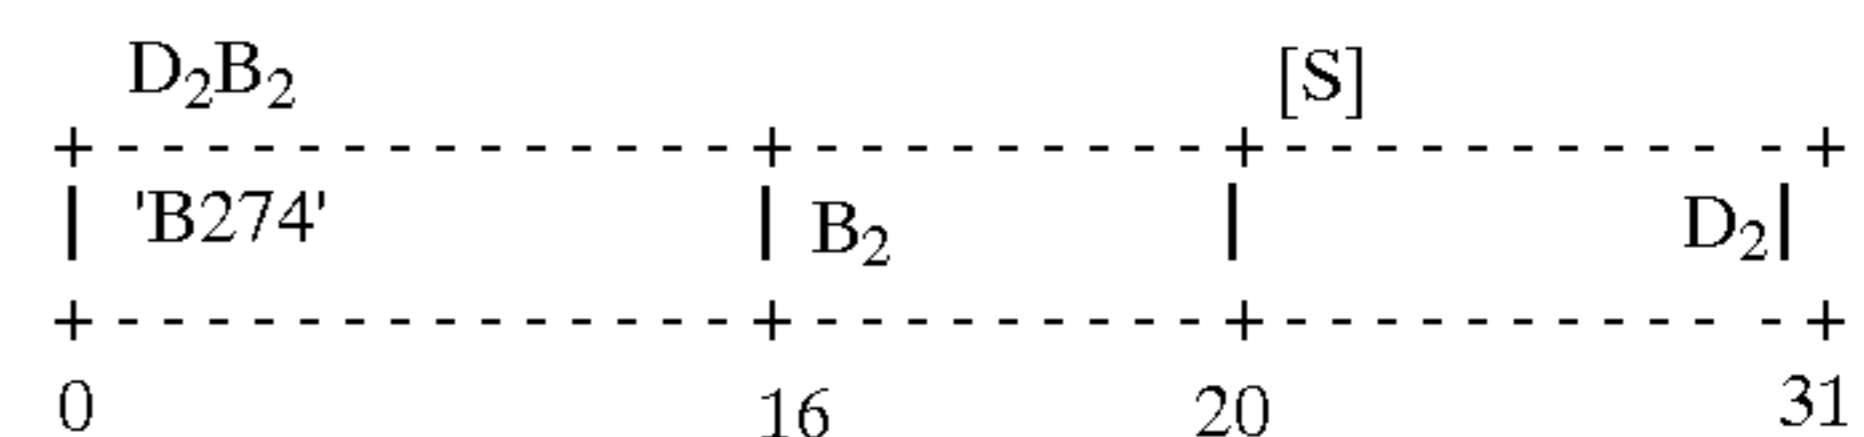 D₂B₂ [S]
+ - - - - - - - - - - - - - - + - - - - - - - - - + - - - - - - - - - - - +
| 'B274' | B₂ | D₂|
+ - - - - - - - - - - - - - - + - - - - - - - - - + - - - - - - - - - - - +
0 16 20 31